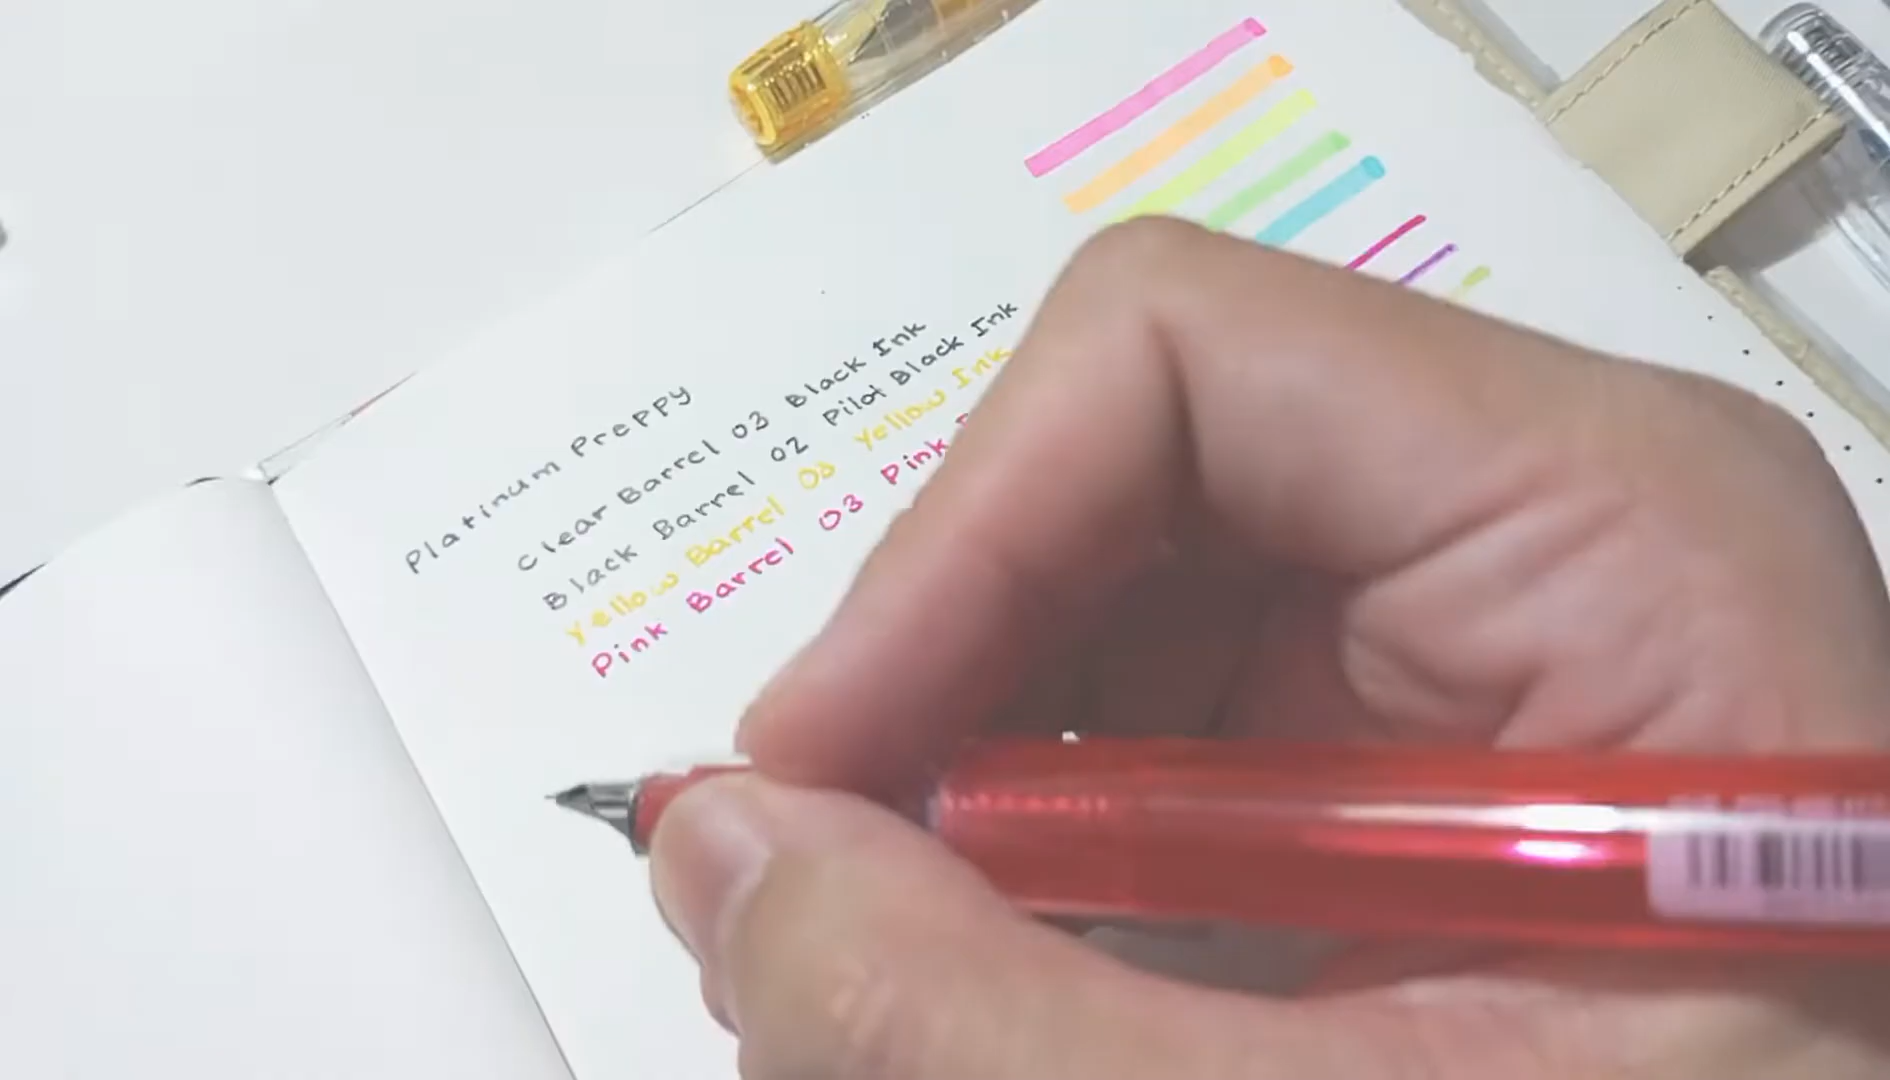 Platinum Preppy
Clear Barrel 03 Black Ink
Black Barrel 02 Pilot Black Ink
Yellow Barrel 03 Yellow Ink
Pink Barrel 03 Pink